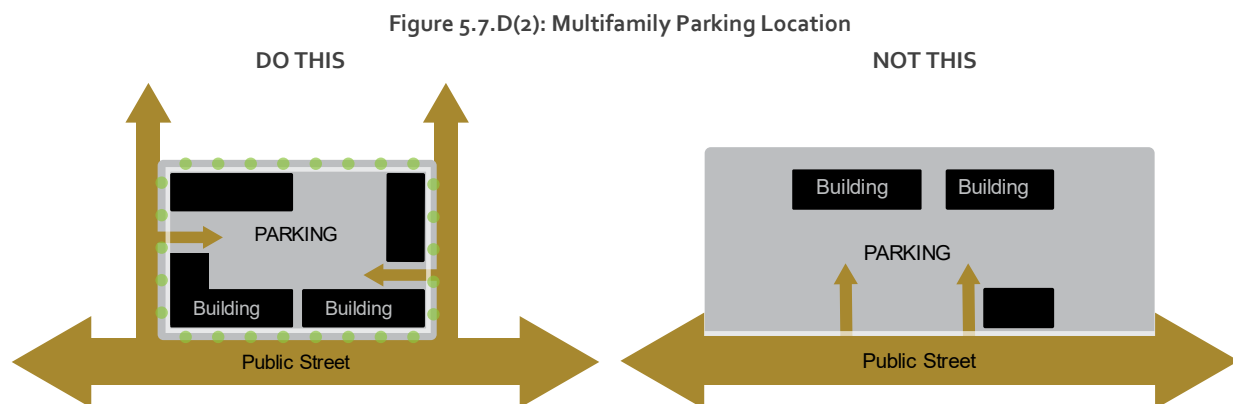 Figure 5.7.D(2): Multifamily Parking Location
DO THIS
PARKING
Building
Building
Public Street
NOT THIS
Building
Building
PARKING
Public Street